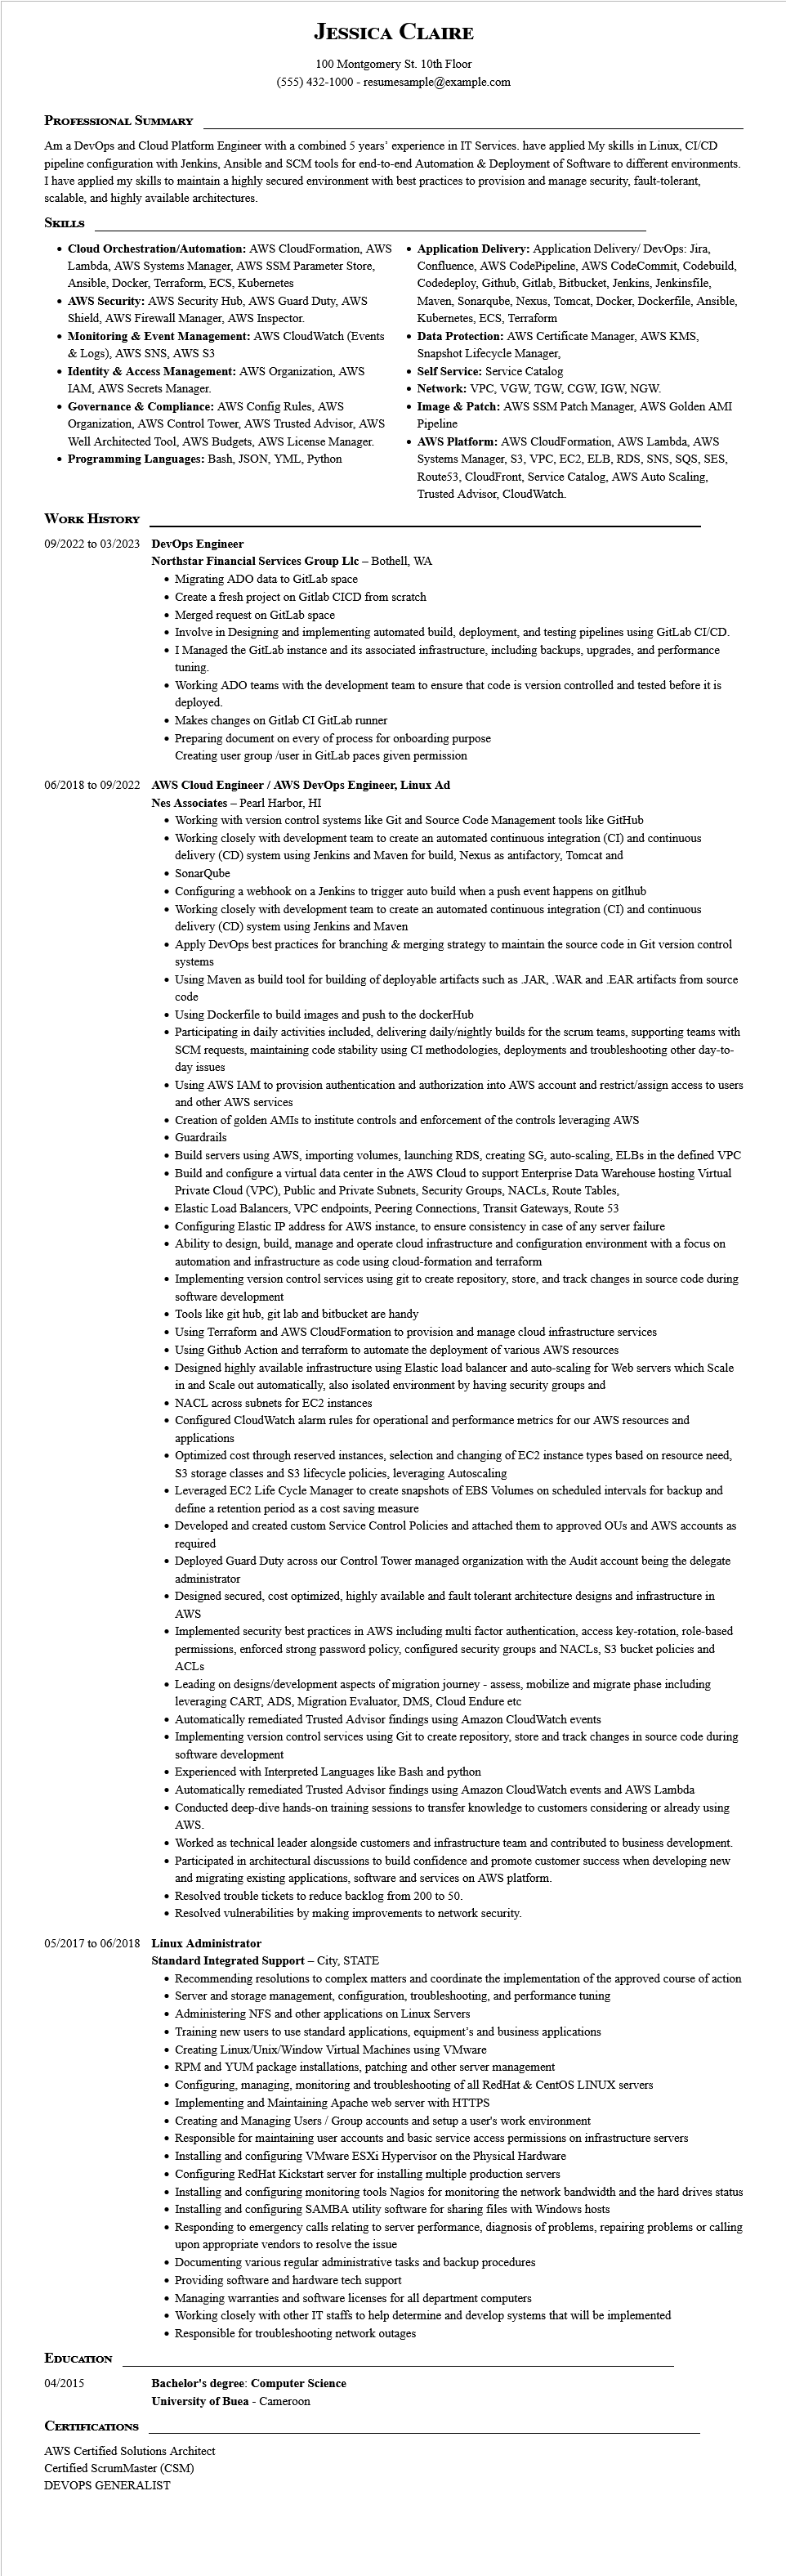 Jessica Claire
100 Montgomery St. 10th Floor
(555) 432-1000 - resumesample@example.com
Professional Summary
Am a DevOps and Cloud Platform Engineer with a combined 5 years’ experience in IT Services. have applied My skills in Linux, CI/CD
pipeline configuration with Jenkins, Ansible and SCM tools for end-to-end Automation & Deployment of Software to different environments.
I have applied my skills to maintain a highly secured environment with best practices to provision and manage security, fault-tolerant,
scalable, and highly available architectures.
Skills
• Cloud Orchestration/Automation: AWS CloudFormation, AWS
Lambda, AWS Systems Manager, AWS SSM Parameter Store,
Ansible, Docker, Terraform, ECS, Kubernetes
• AWS Security: AWS Security Hub, AWS Guard Duty, AWS
Shield, AWS Firewall Manager, AWS Inspector.
• Monitoring & Event Management: AWS CloudWatch (Events
& Logs), AWS SNS, AWS S3
• Identity & Access Management: AWS Organization, AWS
IAM, AWS Secrets Manager.
• Governance & Compliance: AWS Config Rules, AWS
Organization, AWS Control Tower, AWS Trusted Advisor, AWS
Well Architected Tool, AWS Budgets, AWS License Manager.
• Programming Languages: Bash, JSON, YML, Python
• Application Delivery: Application Delivery/ DevOps: Jira,
Confluence, AWS CodePipeline, AWS CodeCommit, Codebuild,
Codedeploy, Github, Gitlab, Bitbucket, Jenkins, Jenkinsfile,
Maven, Sonarqube, Nexus, Tomcat, Docker, Dockerfile, Ansible,
Kubernetes, ECS, Terraform
• Data Protection: AWS Certificate Manager, AWS KMS,
Snapshot Lifecycle Manager,
• Self Service: Service Catalog
• Network: VPC, VGW, TGW, CGW, IGW, NGW.
• Image & Patch: AWS SSM Patch Manager, AWS Golden AMI
Pipeline
• AWS Platform: AWS CloudFormation, AWS Lambda, AWS
Systems Manager, S3, VPC, EC2, ELB, RDS, SNS, SQS, SES,
Route53, CloudFront, Service Catalog, AWS Auto Scaling,
Trusted Advisor, CloudWatch.
Work History
09/2022 to 03/2023 DevOps Engineer
Northstar Financial Services Group Llc – Bothell, WA
• Migrating ADO data to GitLab space
• Create a fresh project on Gitlab CICD from scratch
• Merged request on GitLab space
• Involve in Designing and implementing automated build, deployment, and testing pipelines using GitLab CI/CD.
• I Managed the GitLab instance and its associated infrastructure, including backups, upgrades, and performance
tuning.
• Working ADO teams with the development team to ensure that code is version controlled and tested before it is
deployed.
• Makes changes on Gitlab CI GitLab runner
• Preparing document on every of process for onboarding purpose
Creating user group /user in GitLab paces given permission
06/2018 to 09/2022 AWS Cloud Engineer / AWS DevOps Engineer, Linux Ad
Nes Associates – Pearl Harbor, HI
• Working with version control systems like Git and Source Code Management tools like GitHub
• Working closely with development team to create an automated continuous integration (CI) and continuous
delivery (CD) system using Jenkins and Maven for build, Nexus as antifactory, Tomcat and
• SonarQube
• Configuring a webhook on a Jenkins to trigger auto build when a push event happens on gitlhub
• Working closely with development team to create an automated continuous integration (CI) and continuous
delivery (CD) system using Jenkins and Maven
• Apply DevOps best practices for branching & merging strategy to maintain the source code in Git version control
systems
• Using Maven as build tool for building of deployable artifacts such as .JAR, .WAR and .EAR artifacts from source
code
• Using Dockerfile to build images and push to the dockerHub
• Participating in daily activities included, delivering daily/nightly builds for the scrum teams, supporting teams with
SCM requests, maintaining code stability using CI methodologies, deployments and troubleshooting other day-to-
day issues
• Using AWS IAM to provision authentication and authorization into AWS account and restrict/assign access to users
and other AWS services
• Creation of golden AMIs to institute controls and enforcement of the controls leveraging AWS
• Guardrails
• Build servers using AWS, importing volumes, launching RDS, creating SG, auto-scaling, ELBs in the defined VPC
• Build and configure a virtual data center in the AWS Cloud to support Enterprise Data Warehouse hosting Virtual
Private Cloud (VPC), Public and Private Subnets, Security Groups, NACLs, Route Tables,
• Elastic Load Balancers, VPC endpoints, Peering Connections, Transit Gateways, Route 53
• Configuring Elastic IP address for AWS instance, to ensure consistency in case of any server failure
• Ability to design, build, manage and operate cloud infrastructure and configuration environment with a focus on
automation and infrastructure as code using cloud-formation and terraform
• Implementing version control services using git to create repository, store, and track changes in source code during
software development
• Tools like git hub, git lab and bitbucket are handy
• Using Terraform and AWS CloudFormation to provision and manage cloud infrastructure services
• Using Github Action and terraform to automate the deployment of various AWS resources
• Designed highly available infrastructure using Elastic load balancer and auto-scaling for Web servers which Scale
in and Scale out automatically, also isolated environment by having security groups and
• NACL across subnets for EC2 instances
• Configured CloudWatch alarm rules for operational and performance metrics for our AWS resources and
applications
• Optimized cost through reserved instances, selection and changing of EC2 instance types based on resource need,
S3 storage classes and S3 lifecycle policies, leveraging Autoscaling
• Leveraged EC2 Life Cycle Manager to create snapshots of EBS Volumes on scheduled intervals for backup and
define a retention period as a cost saving measure
• Developed and created custom Service Control Policies and attached them to approved OUs and AWS accounts as
required
• Deployed Guard Duty across our Control Tower managed organization with the Audit account being the delegate
administrator
• Designed secured, cost optimized, highly available and fault tolerant architecture designs and infrastructure in
AWS
• Implemented security best practices in AWS including multi factor authentication, access key-rotation, role-based
permissions, enforced strong password policy, configured security groups and NACLs, S3 bucket policies and
ACLs
• Leading on designs/development aspects of migration journey - assess, mobilize and migrate phase including
leveraging CART, ADS, Migration Evaluator, DMS, Cloud Endure etc
• Automatically remediated Trusted Advisor findings using Amazon CloudWatch events
• Implementing version control services using Git to create repository, store and track changes in source code during
software development
• Experienced with Interpreted Languages like Bash and python
• Automatically remediated Trusted Advisor findings using Amazon CloudWatch events and AWS Lambda
• Conducted deep-dive hands-on training sessions to transfer knowledge to customers considering or already using
AWS.
• Worked as technical leader alongside customers and infrastructure team and contributed to business development.
• Participated in architectural discussions to build confidence and promote customer success when developing new
and migrating existing applications, software and services on AWS platform.
• Resolved trouble tickets to reduce backlog from 200 to 50.
• Resolved vulnerabilities by making improvements to network security.
05/2017 to 06/2018 Linux Administrator
Standard Integrated Support – City, STATE
• Recommending resolutions to complex matters and coordinate the implementation of the approved course of action
• Server and storage management, configuration, troubleshooting, and performance tuning
• Administering NFS and other applications on Linux Servers
• Training new users to use standard applications, equipment’s and business applications
• Creating Linux/Unix/Window Virtual Machines using VMware
• RPM and YUM package installations, patching and other server management
• Configuring, managing, monitoring and troubleshooting of all RedHat & CentOS LINUX servers
• Implementing and Maintaining Apache web server with HTTPS
• Creating and Managing Users / Group accounts and setup a user's work environment
• Responsible for maintaining user accounts and basic service access permissions on infrastructure servers
• Installing and configuring VMware ESXi Hypervisor on the Physical Hardware
• Configuring RedHat Kickstart server for installing multiple production servers
• Installing and configuring monitoring tools Nagios for monitoring the network bandwidth and the hard drives status
• Installing and configuring SAMBA utility software for sharing files with Windows hosts
• Responding to emergency calls relating to server performance, diagnosis of problems, repairing problems or calling
upon appropriate vendors to resolve the issue
• Documenting various regular administrative tasks and backup procedures
• Providing software and hardware tech support
• Managing warranties and software licenses for all department computers
• Working closely with other IT staffs to help determine and develop systems that will be implemented
• Responsible for troubleshooting network outages
Education
04/2015 Bachelor's degree: Computer Science
University of Buea - Cameroon
Certifications
AWS Certified Solutions Architect
Certified ScrumMaster (CSM)
DEVOPS GENERALIST